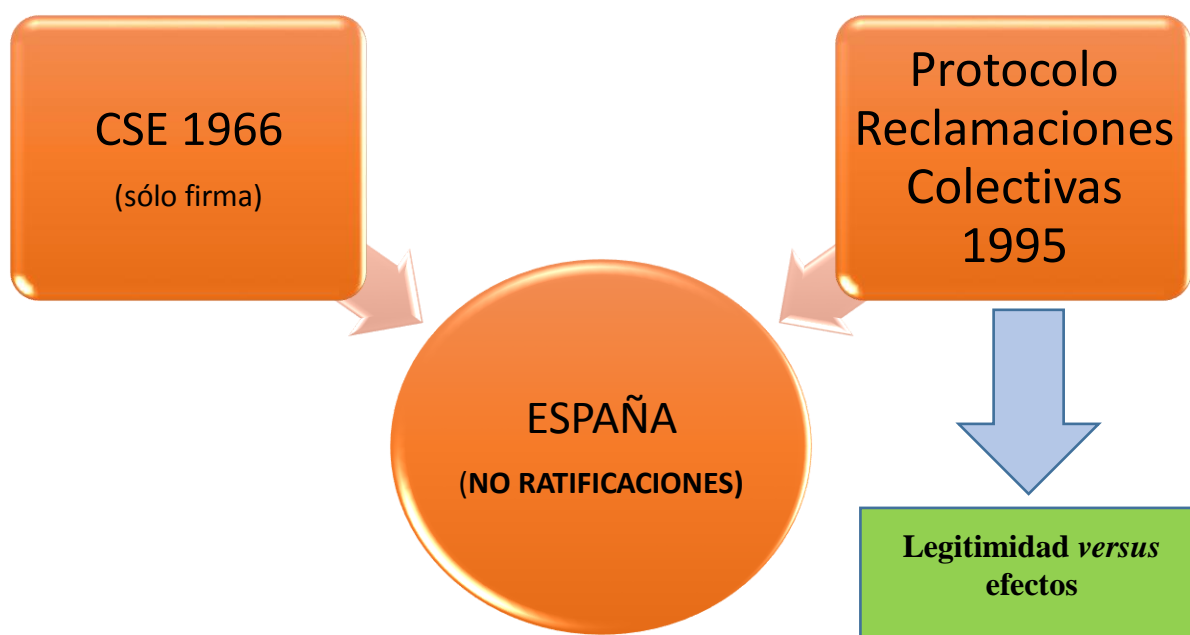 CSE 1966
(sólo firma)
Protocolo
Reclamaciones
Colectivas
1995
ESPAÑA
(NO RATIFICACIONES)
Legitimidad versus
efectos